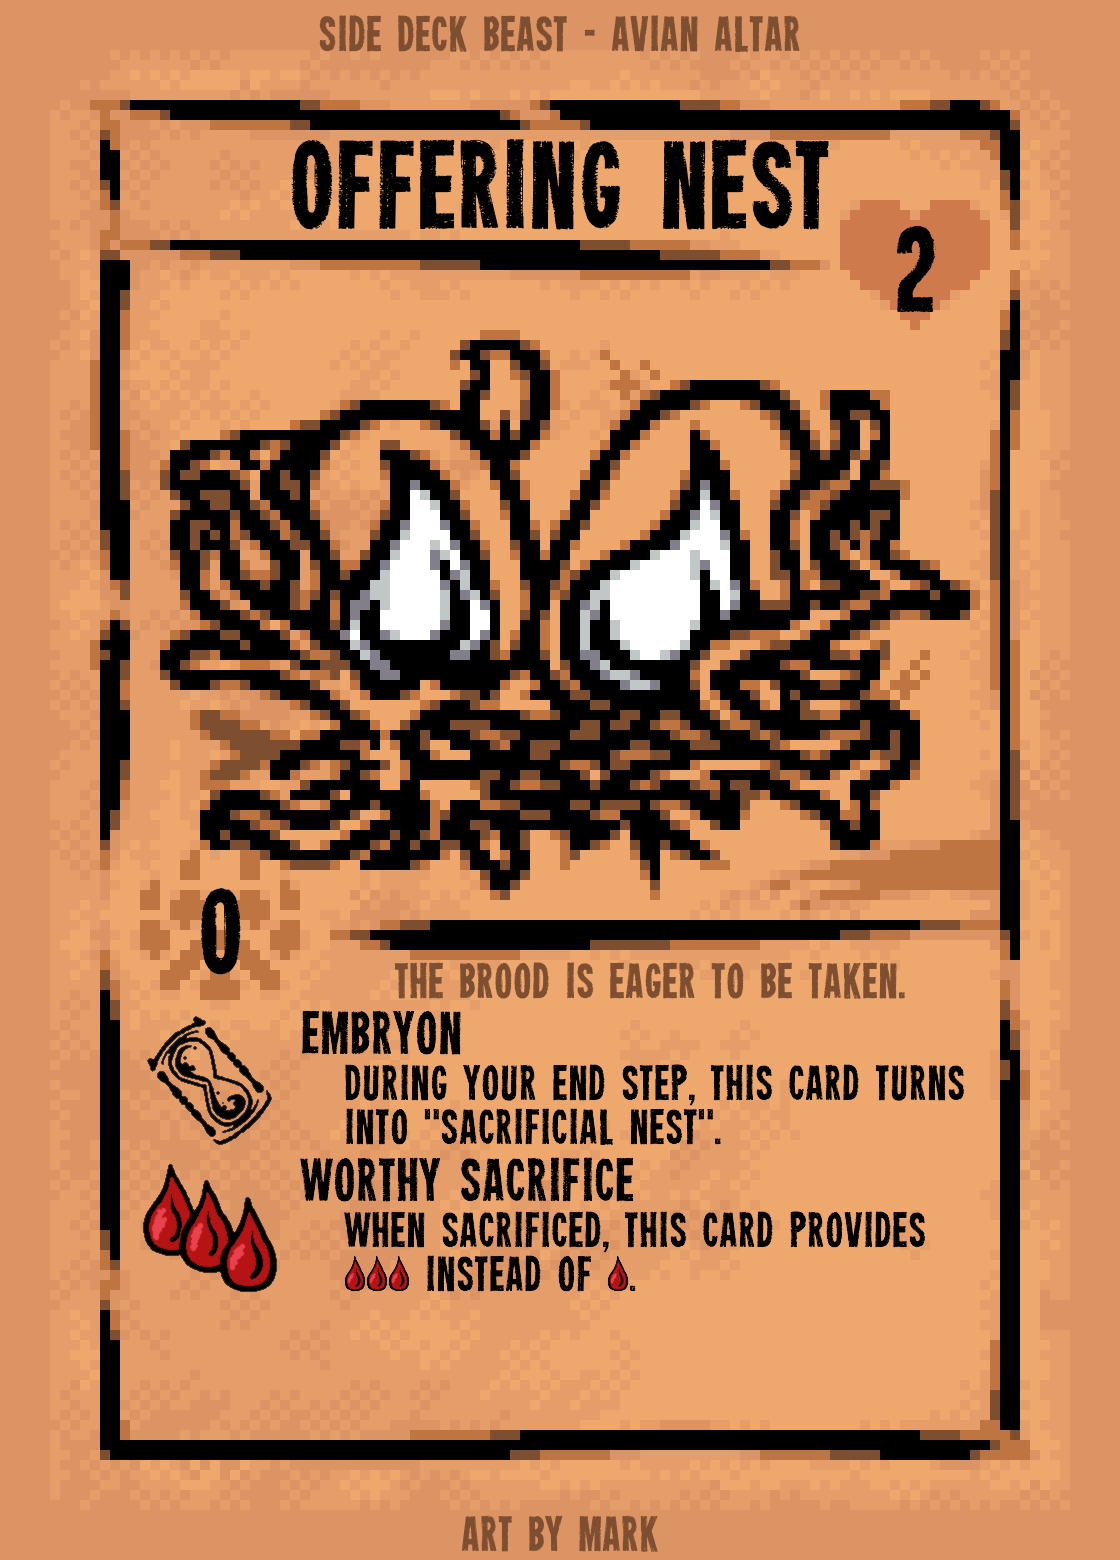 SIDE DECK BEAST - AVIAN ALTAR
OFFERING NEST
2
0
THE BROOD IS EAGER TO BE TAKEN.
EMBRYON
DURING YOUR END STEP, THIS CARD TURNS
INTO "SACRIFICIAL NEST".
WORTHY SACRIFICE
WHEN SACRIFICED, THIS CARD PROVIDES
INSTEAD OF .
ART BY MARK